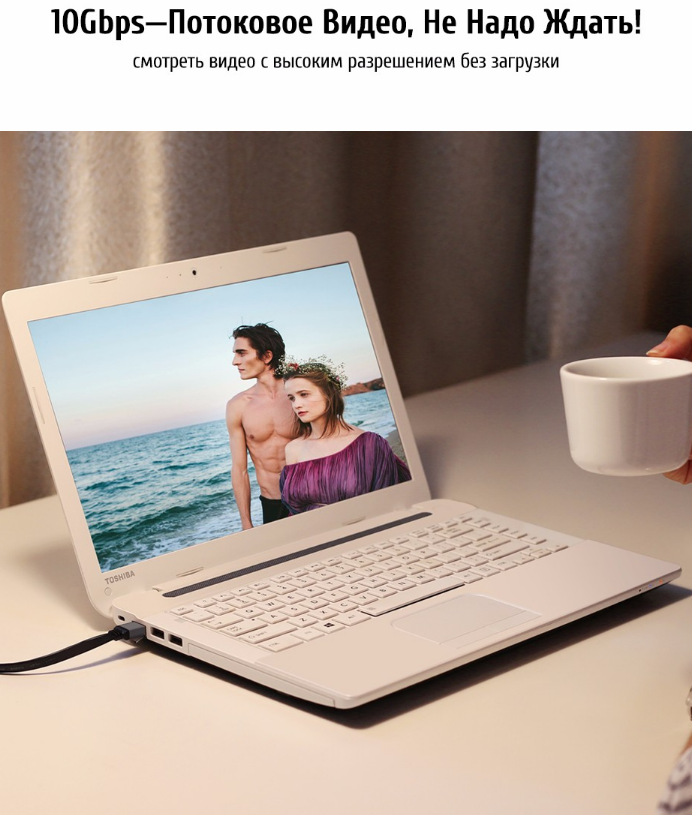 10Gbps—Потоковое Видео, Не Надо Ждать!
смотреть видео с высоким разрешением без загрузки
TOSHIBA